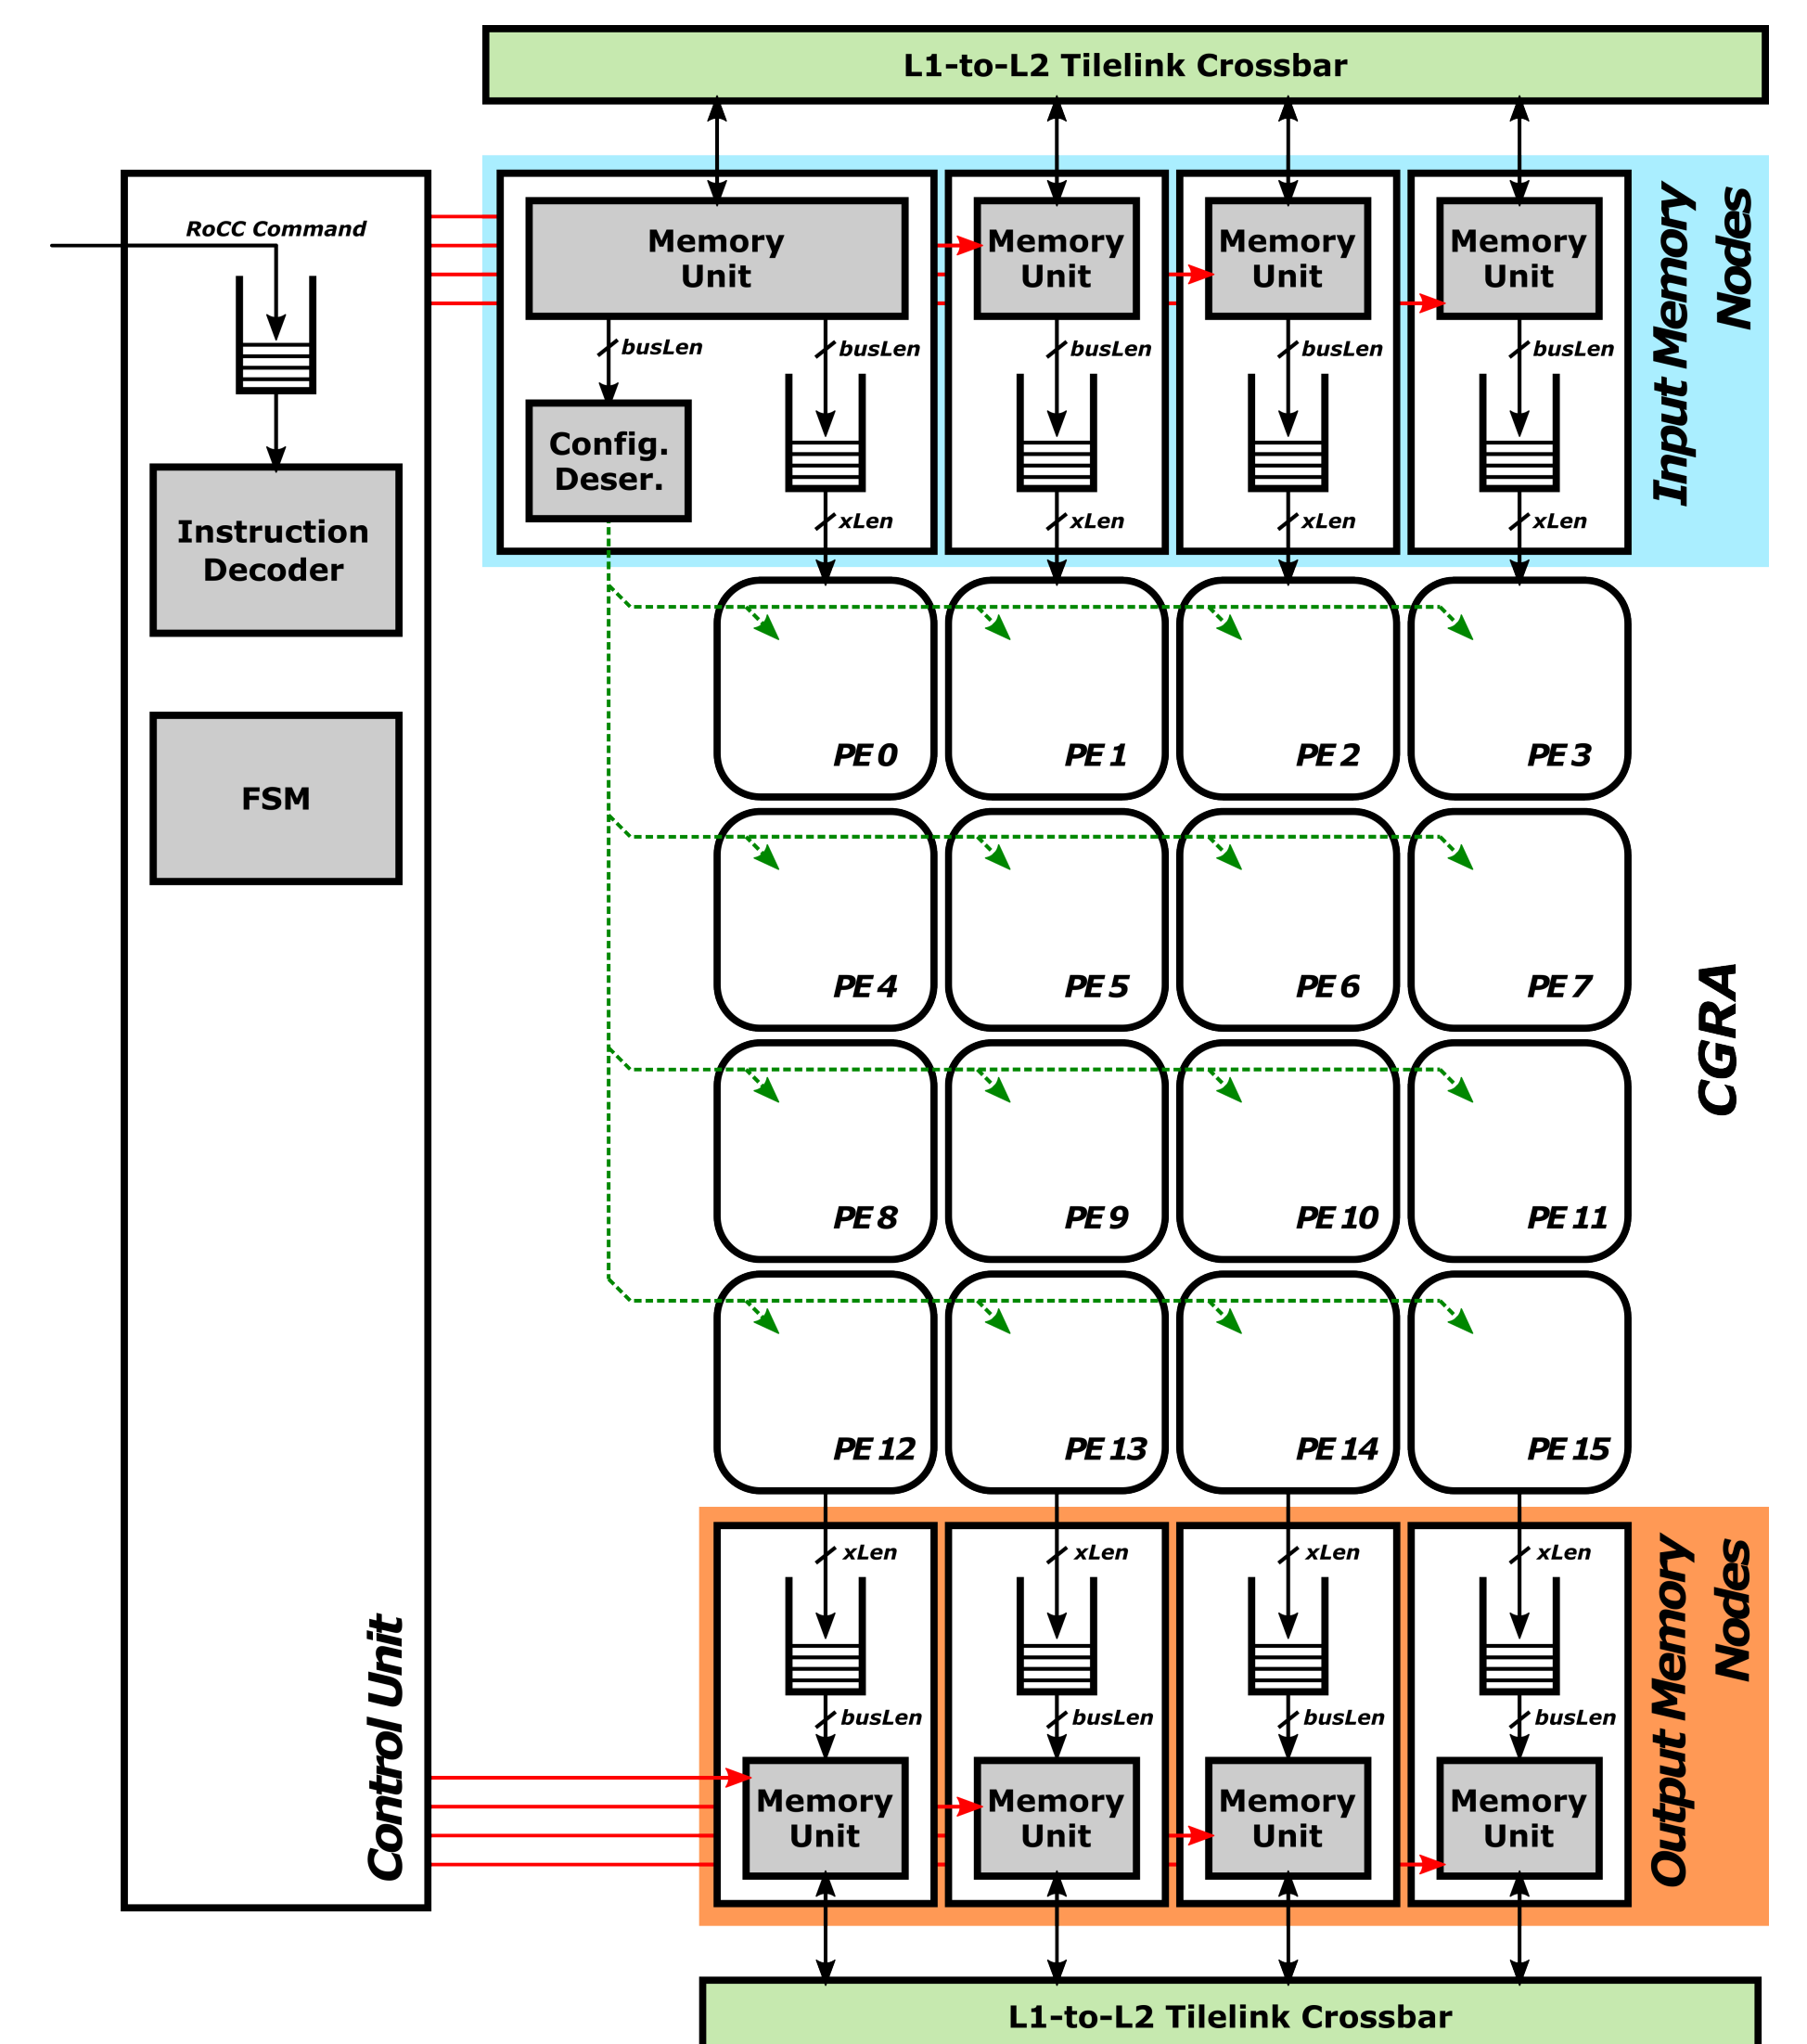 L1-to-L2 Tilelink Crossbar
RoCC Command
Memory
Unit
Memory
Unit
Memory
Unit
Memory
Unit
Input Memory
Nodes
busLen
busLen
busLen
busLen
busLen
Config.
Deser.
xLen
xLen
xLen
xLen
Instruction
Decoder
FSM
PE 0
PE 1
PE 2
PE 3
PE 4
PE 5
PE 6
PE 7
CGRA
PE 8
PE 9
PE 10
PE 11
PE 12
PE 13
PE 14
PE 15
Control Unit
xLen
xLen
xLen
xLen
busLen
busLen
busLen
busLen
Memory
Unit
Memory
Unit
Memory
Unit
Memory
Unit
Output Memory
Nodes
L1-to-L2 Tilelink Crossbar